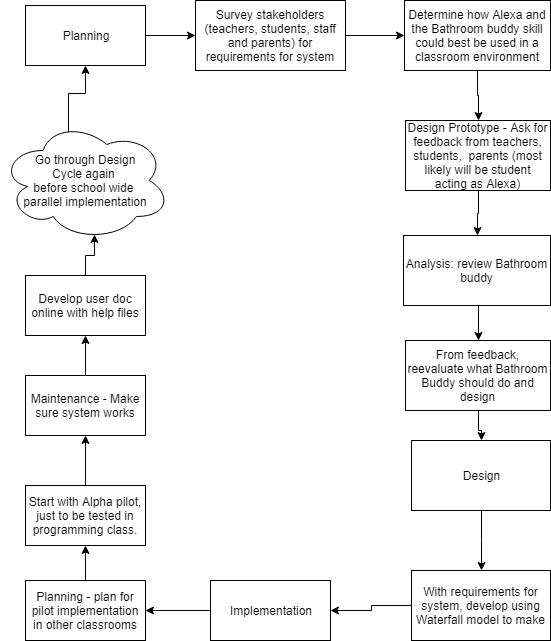 Planning
Survey stakeholders
(teachers, students, staff
and parents) for
requirements for system
Determine how Alexa and
the Bathroom buddy skill
could best be used in a
classroom environment
Design Prototype - Ask for
feedback from teachers,
students, parents (most
likely will be student
acting as Alexa)
Analysis: review Bathroom
buddy
From feedback,
reevaluate what Bathroom
Buddy should do and
design
Design
With requirements for
system, develop using
Waterfall model to make
Implementation
Planning - plan for
pilot implementation
in other classrooms
Start with Alpha pilot,
just to be tested in
programming class.
Maintenance - Make
sure system works
Develop user doc
online with help files
Go through Design
Cycle again
before school wide
parallel implementation